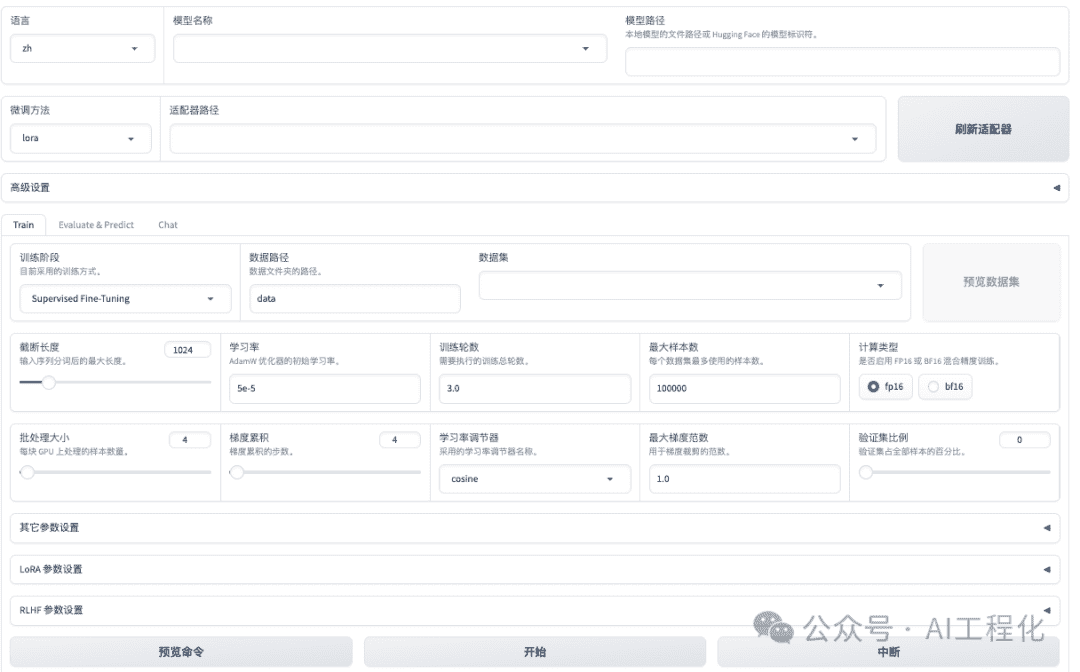 语言
模型名称
模型路径
本地模型的文件路径或 Hugging Face 的模型标识符。
zh
微调方法
适配器路径
lora
刷新适配器
高级设置
Train
Evaluate & Predict
Chat
训练阶段
目前采用的训练方式。
Supervised Fine-Tuning
数据路径
数据文件夹的路径。
data
数据集
预览数据集
截断长度
1024
输入序列分词后的最大长度。
学习率
AdamW 优化器的初始学习率。
5e-5
训练轮数
需要执行的训练总轮数。
3.0
最大样本数
每个数据集最多使用的样本数。
100000
计算类型
是否启用 FP16 或 BF16 混合精度训练。
fp16
bf16
批处理大小
4
每块 GPU 上处理的样本数量。
梯度累积
4
梯度累积的步数。
学习率调节器
采用的学习率调节器名称。
cosine
最大梯度范数
用于梯度裁剪的范数。
1.0
验证集比例
0
验证集占全部样本的百分比。
其它参数设置
LoRA 参数设置
RLHF 参数设置
公众号 · AI工程化
预览命令
开始
中断